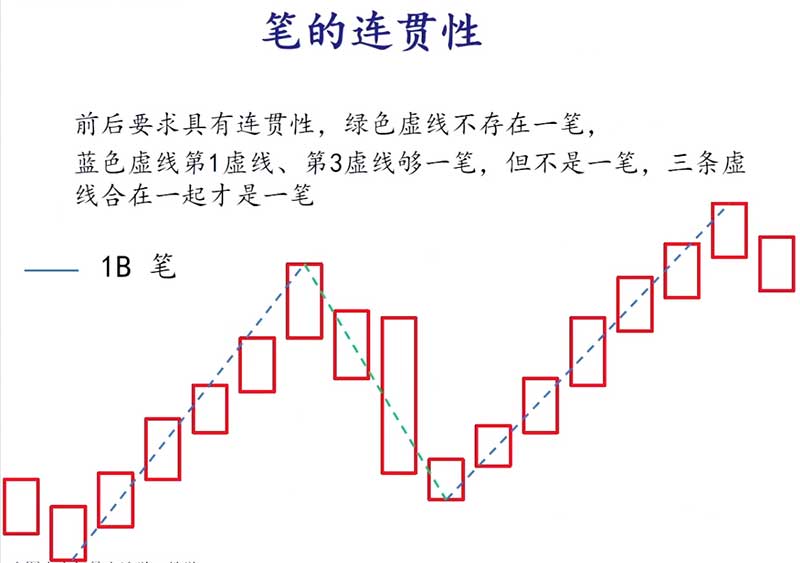 笔的连贯性
前后要求具有连贯性，绿色虚线不存在一笔，
蓝色虚线第1虚线、第3虚线够一笔，但不是一笔，三条虚
线合在一起才是一笔
1B 笔